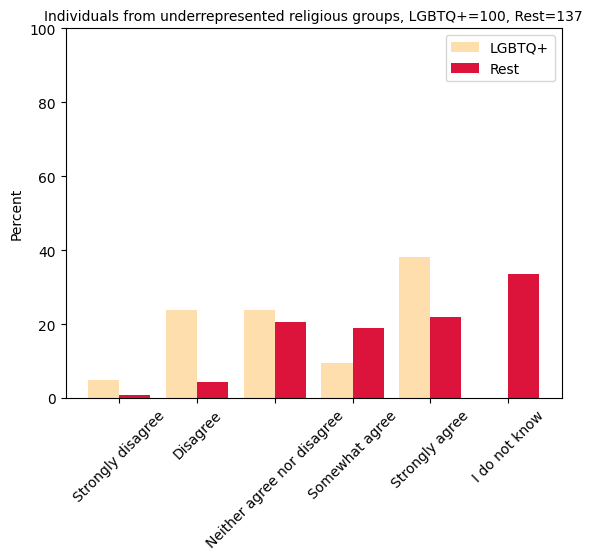 Individuals from underrepresented religious groups, LGBTQ+=100, Rest=137
LGBTQ+
Rest
Percent
100
80
60
40
20
0
Strongly disagree
Disagree
Neither agree nor disagree
Somewhat agree
Strongly agree
I do not know